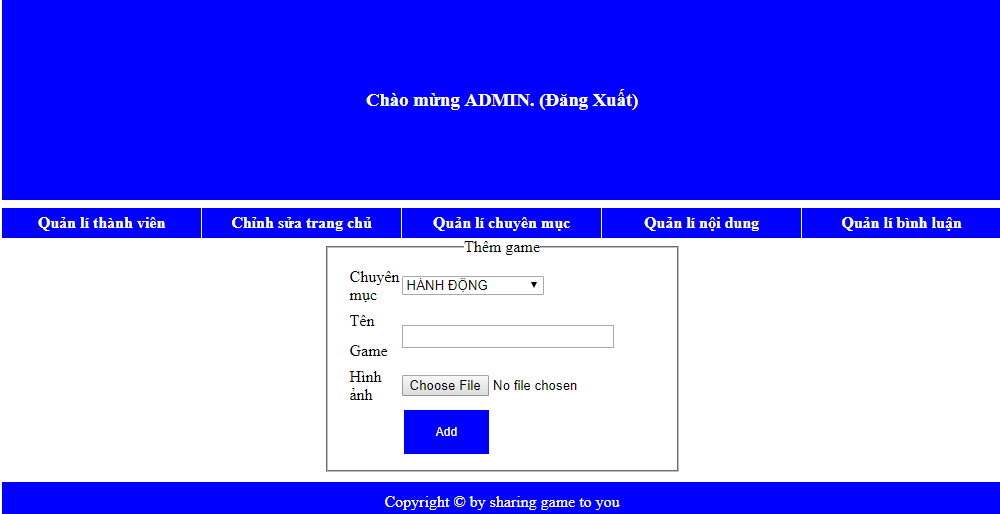 Chào mừng ADMIN. (Đăng Xuất)
Quản lí thành viên Chỉnh sửa trang chủ Quản lí chuyên mục Quản lí nội dung Quản lí bình luận
Thêm game
Chuyên
mục
HÀNH ĐỘNG
Tên
Game
Hình
ảnh
Choose File No file chosen
Add
Copyright © by sharing game to you